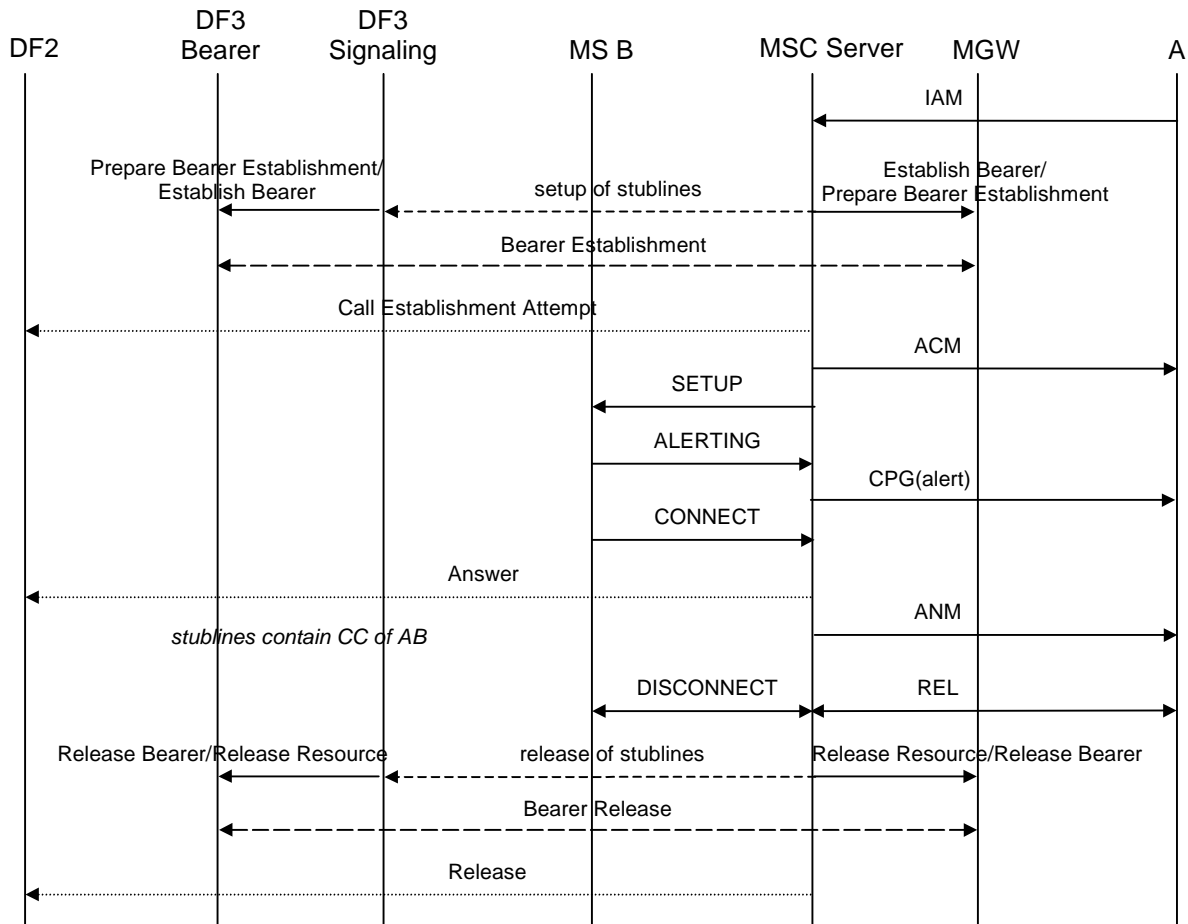 DF2
DF3
Bearer
DF3
Signaling
MS B
MSC Server
MGW
A
IAM
Prepare Bearer Establishment/
Establish Bearer
setup of stublines
Establish Bearer/
Prepare Bearer Establishment
Bearer Establishment
Call Establishment Attempt
ACM
SETUP
ALERTING
CPG(alert)
CONNECT
Answer
ANM
stublines contain CC of AB
DISCONNECT
REL
Release Bearer/Release Resource
release of stublines
Release Resource/Release Bearer
Bearer Release
Release